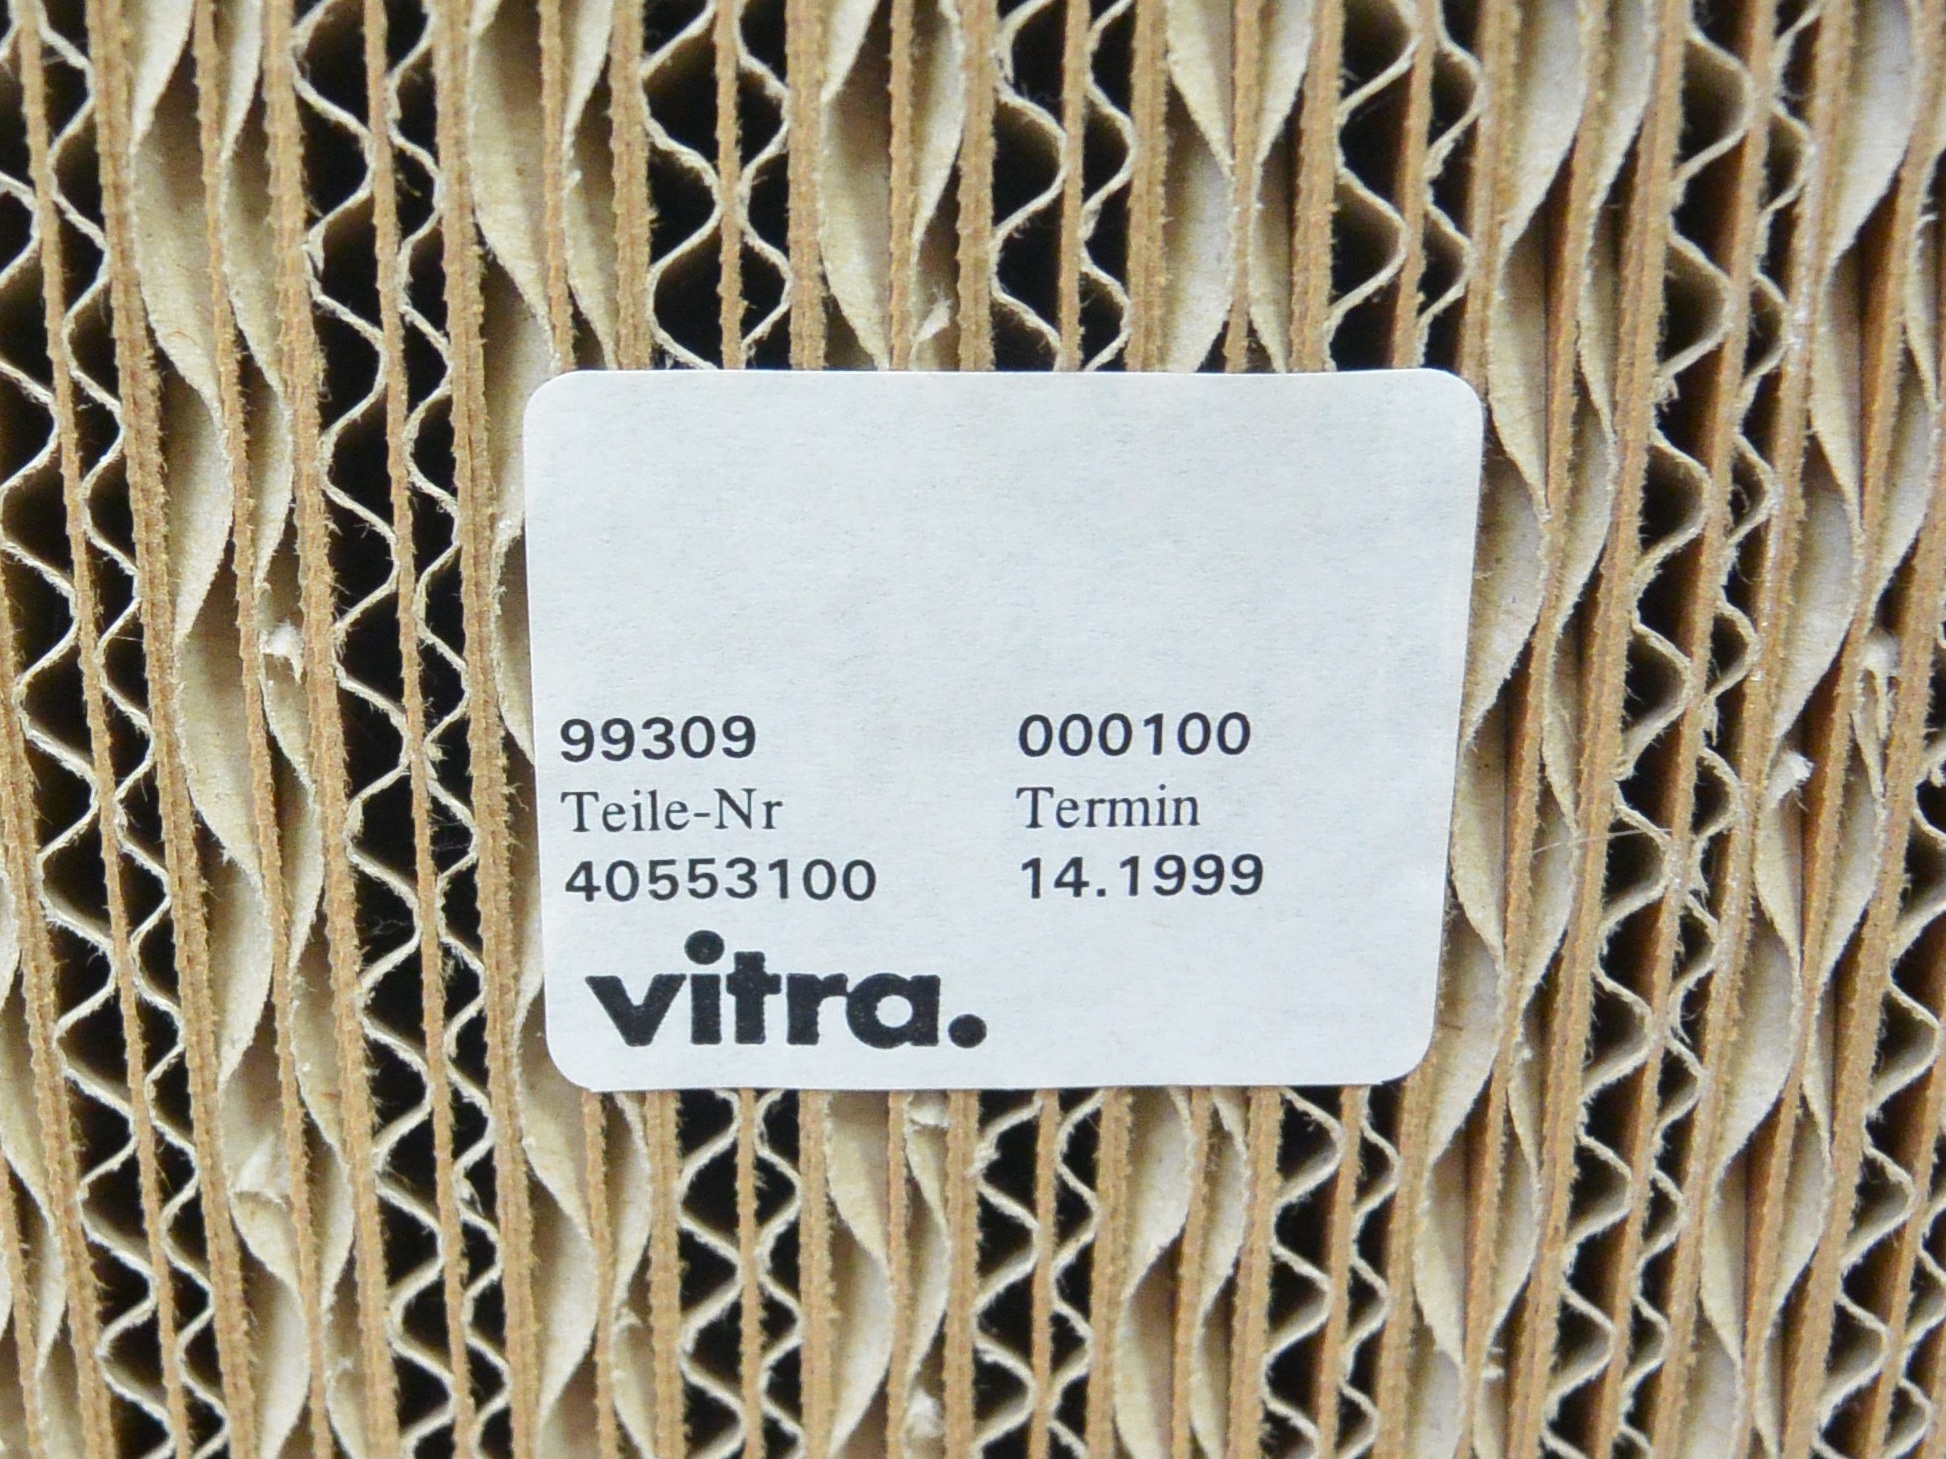 99309 000100
Teile-Nr Termin
40553100 14.1999
vitra.